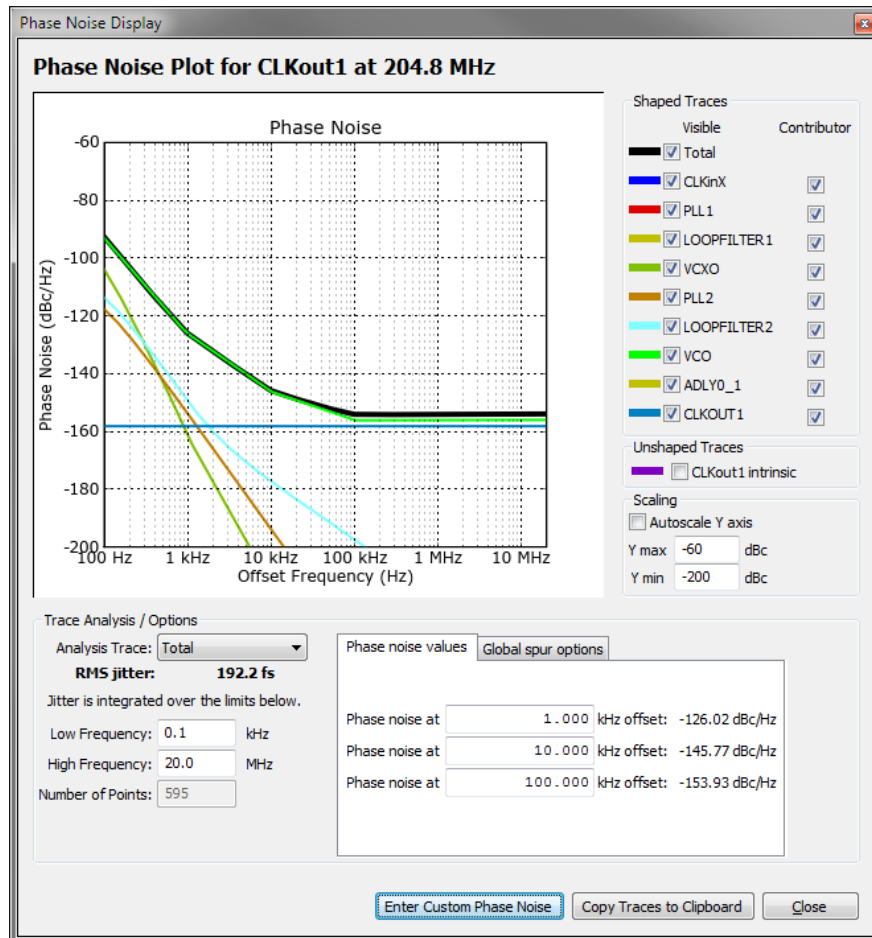 Phase Noise Display
Phase Noise Plot for CLKout1 at 204.8 MHz
Phase Noise
Phase Noise (dBc/Hz)
-60
-80
-100
-120
-140
-160
-180
-200
100 Hz 1 kHz 10 kHz 100 kHz 1 MHz 10 MHz
Offset Frequency (Hz)
Shaped Traces
Visible Contributor
Total
CLKinX
PLL1
LOOPFILTER1
VCXO
PLL2
LOOPFILTER2
VCO
ADLY0_1
CLKOUT1
Unshaped Traces
CLKout1 intrinsic
Scaling
Autoscale Y axis
Y max -60 dBc
Y min -200 dBc
Trace Analysis / Options
Analysis Trace: Total
RMS jitter: 192.2 fs
Jitter is integrated over the limits below.
Low Frequency: 0.1 kHz
High Frequency: 20.0 MHz
Number of Points: 595
Phase noise values Global spur options
Phase noise at 1.000 kHz offset: -126.02 dBc/Hz
Phase noise at 10.000 kHz offset: -145.77 dBc/Hz
Phase noise at 100.000 kHz offset: -153.93 dBc/Hz
Enter Custom Phase Noise Copy Traces to Clipboard Close